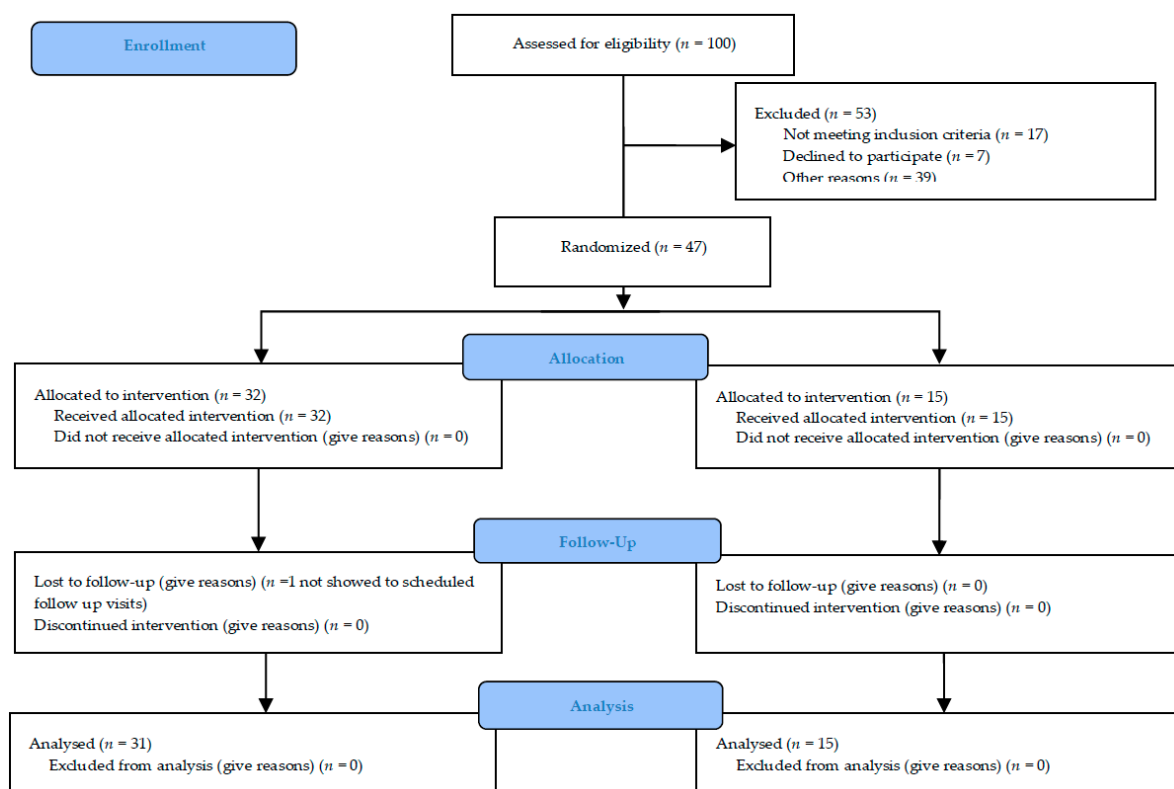 Enrollment
Assessed for eligibility (n = 100)
Excluded (n = 53)
Not meeting inclusion criteria (n = 17)
Declined to participate (n = 7)
Other reasons (n = 39)
Randomized (n = 47)
Allocation
Allocated to intervention (n = 32)
Received allocated intervention (n = 32)
Did not receive allocated intervention (give reasons) (n = 0)
Allocated to intervention (n = 15)
Received allocated intervention (n = 15)
Did not receive allocated intervention (give reasons) (n = 0)
Follow-Up
Lost to follow-up (give reasons) (n =1 not showed to scheduled
follow up visits)
Discontinued intervention (give reasons) (n = 0)
Lost to follow-up (give reasons) (n = 0)
Discontinued intervention (give reasons) (n = 0)
Analysis
Analysed (n = 31)
Excluded from analysis (give reasons) (n = 0)
Analysed (n = 15)
Excluded from analysis (give reasons) (n = 0)